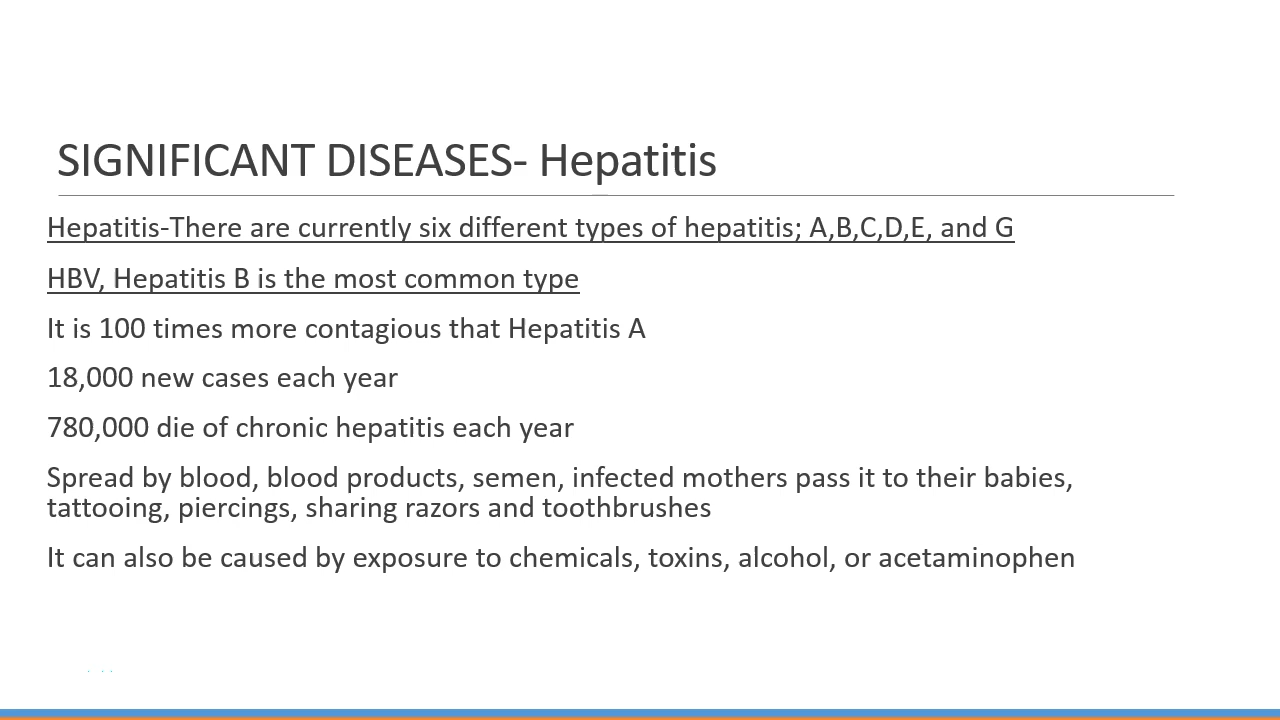 SIGNIFICANT DISEASES- Hepatitis
Hepatitis-There are currently six different types of hepatitis; A,B,C,D,E, and G
HBV, Hepatitis B is the most common type
It is 100 times more contagious that Hepatitis A
18,000 new cases each year
780,000 die of chronic hepatitis each year
Spread by blood, blood products, semen, infected mothers pass it to their babies,
tattooing, piercings, sharing razors and toothbrushes
It can also be caused by exposure to chemicals, toxins, alcohol, or acetaminophen